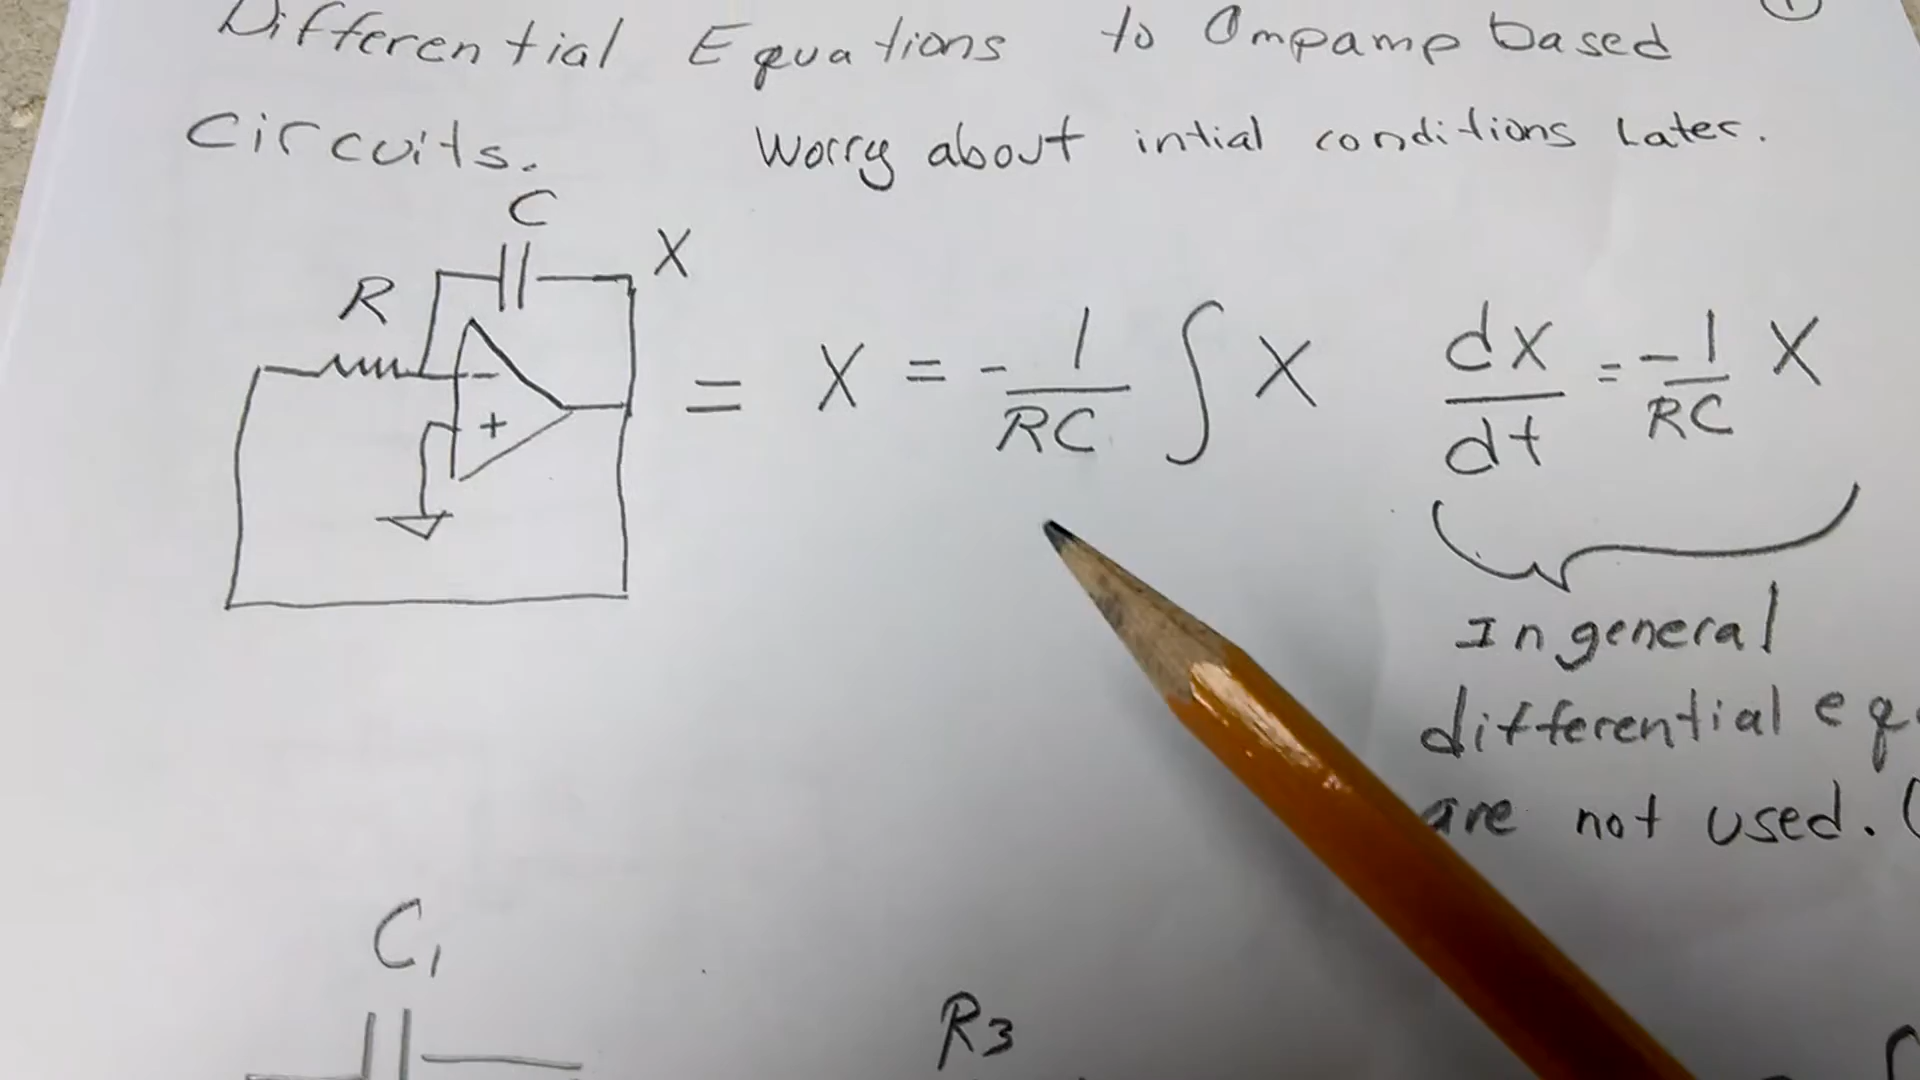 Differential Equations to Ompamp based
Circuits. Worry about intial conditions Later.
C
X
R
-
+
= X = - 1/RC ∫ X dx/dt = -1/RC X
In general
differential eq
are not used. (
C1
R3